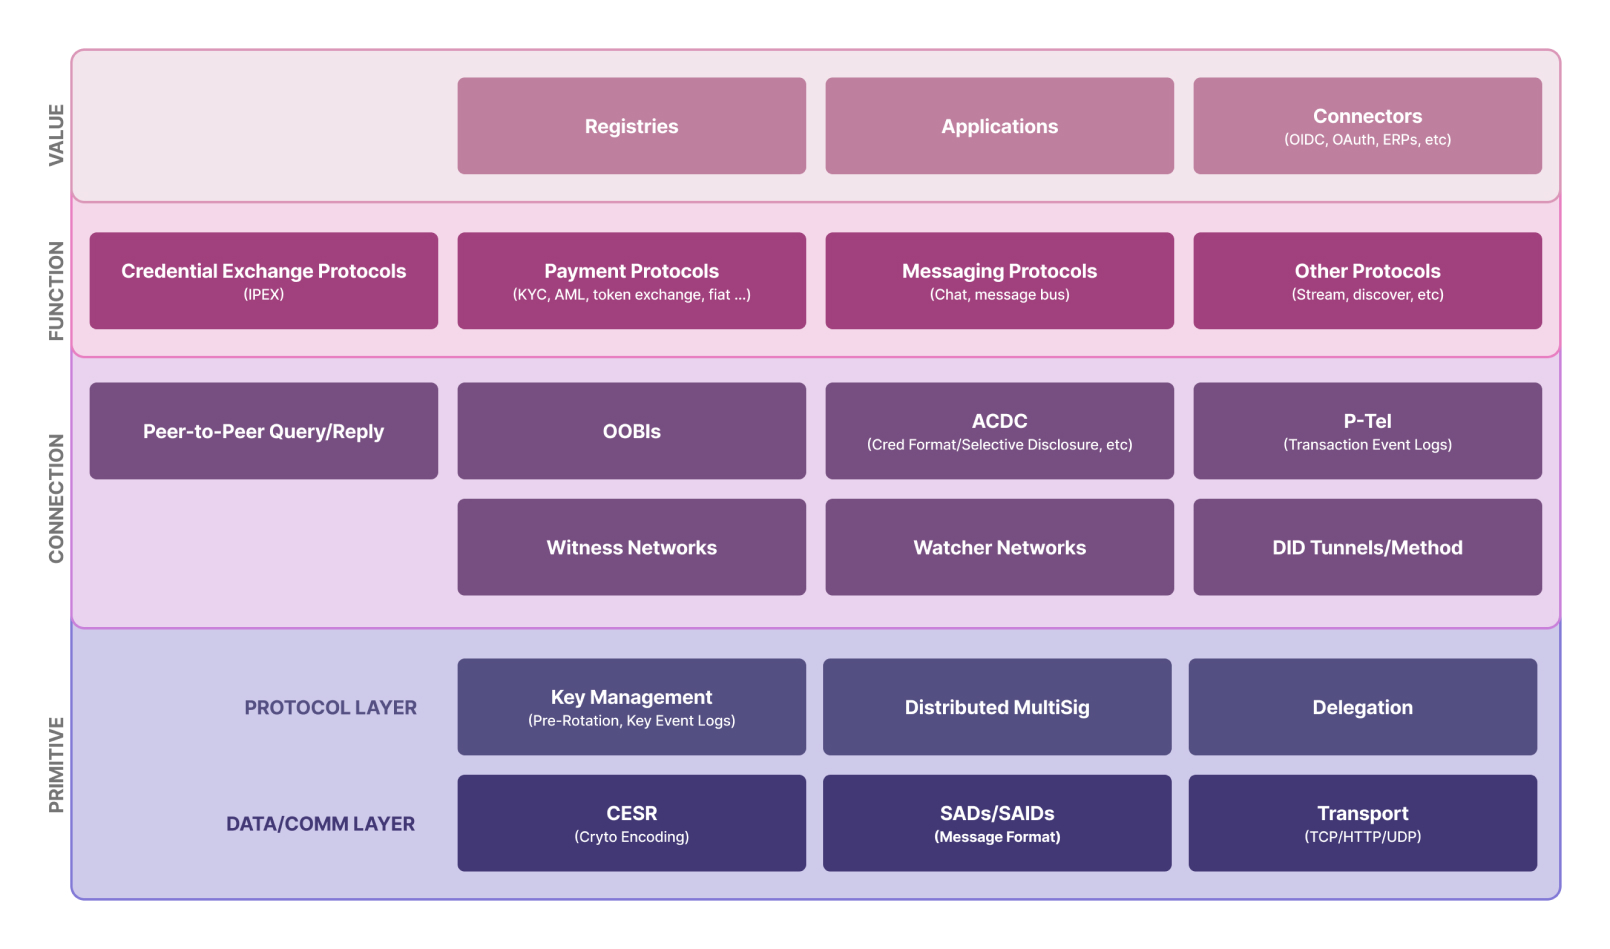 VALUE
Registries
Applications
Connectors
(OIDC, OAuth, ERPs, etc)
FUNCTION
Credential Exchange Protocols
(IPEX)
Payment Protocols
(KYC, AML, token exchange, fiat ...)
Messaging Protocols
(Chat, message bus)
Other Protocols
(Stream, discover, etc)
CONNECTION
Peer-to-Peer Query/Reply
OOBIs
ACDC
(Cred Format/Selective Disclosure, etc)
P-Tel
(Transaction Event Logs)
Witness Networks
Watcher Networks
DID Tunnels/Method
PRIMITIVE
PROTOCOL LAYER
Key Management
(Pre-Rotation, Key Event Logs)
Distributed MultiSig
Delegation
DATA/COMM LAYER
CESR
(Cryto Encoding)
SADs/SAIDs
(Message Format)
Transport
(TCP/HTTP/UDP)